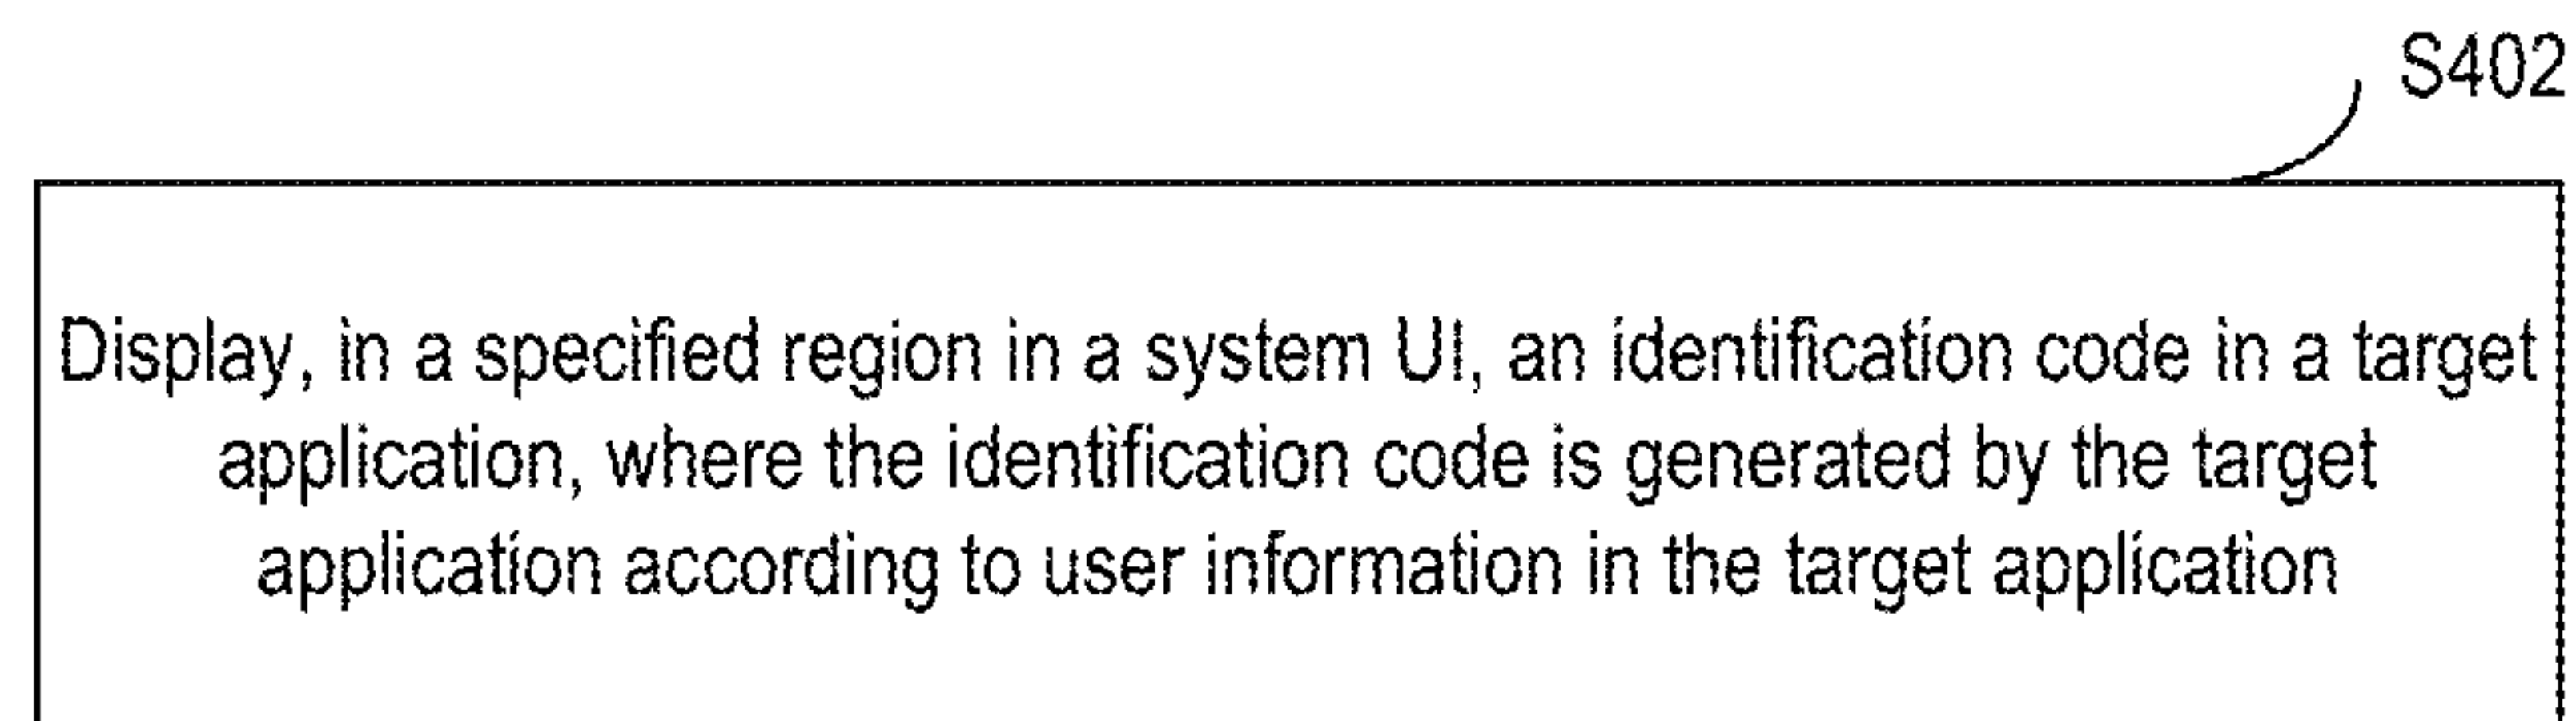 S402
Display, in a specified region in a system UI, an identification code in a target
application, where the identification code is generated by the target
application according to user information in the target application